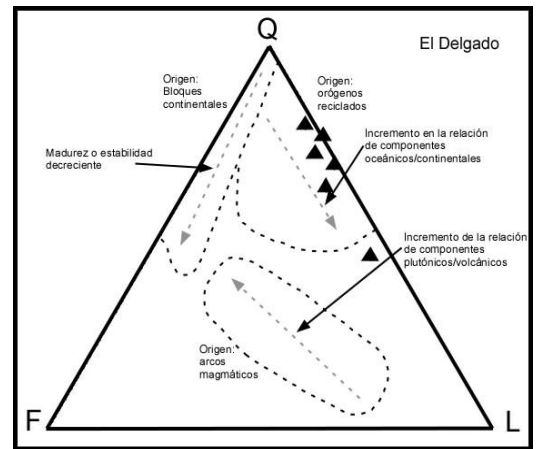 Q
El Delgado
Origen:
Bloques
continentales
Origen:
orógenos
reciclados
Madurez o estabilidad
decreciente
Incremento en la relación
de componentes
oceánicos/continentales
Incremento de la relación
de componentes
plutónicos/volcânicos
Origen:
arcos
magmáticos
F
L